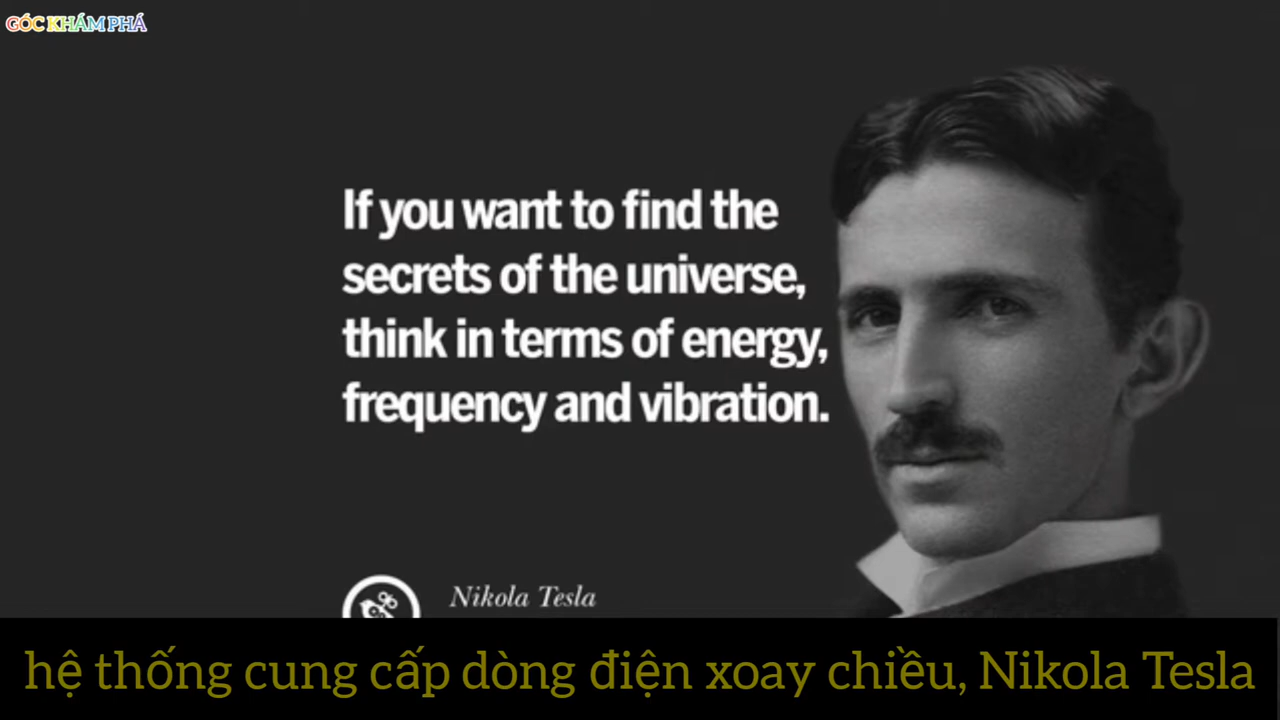 GÓC KHÁM PHÁ
If you want to find the
secrets of the universe,
think in terms of energy,
frequency and vibration.
Nikola Tesla
hệ thống cung cấp dòng điện xoay chiều, Nikola Tesla